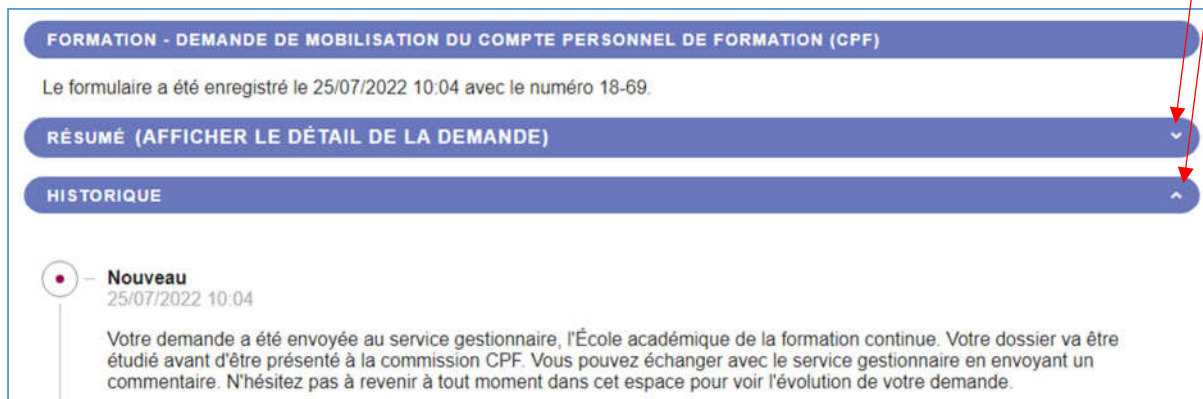 FORMATION - DEMANDE DE MOBILISATION DU COMPTE PERSONNEL DE FORMATION (CPF)
Le formulaire a été enregistré le 25/07/2022 10:04 avec le numéro 18-69.
RÉSUMÉ (AFFICHER LE DÉTAIL DE LA DEMANDE)
HISTORIQUE
Nouveau
25/07/2022 10:04
Votre demande a été envoyée au service gestionnaire, l'École académique de la formation continue. Votre dossier va être
étudié avant d'être présenté à la commission CPF. Vous pouvez échanger avec le service gestionnaire en envoyant un
commentaire. N'hésitez pas à revenir à tout moment dans cet espace pour voir l'évolution de votre demande.